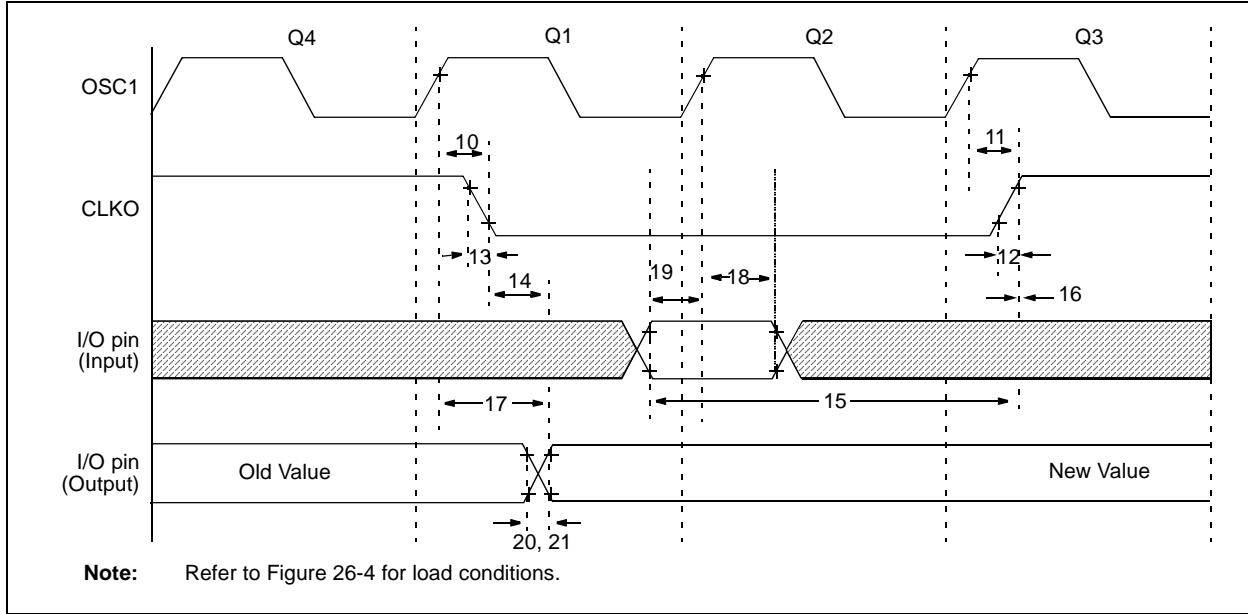 Q4 Q1 Q2 Q3
OSC1
10 11
CLKO
13 19 18 12
14 16
I/O pin
(Input)
17 15
I/O pin
(Output)
Old Value New Value
20, 21
Note: Refer to Figure 26-4 for load conditions.